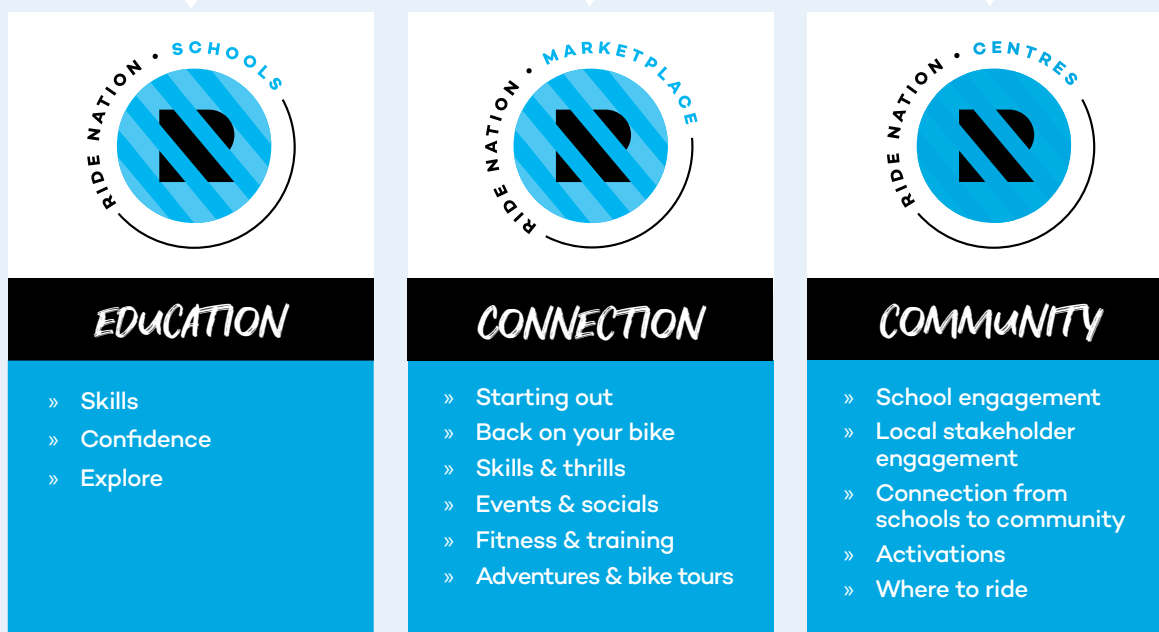 RIDE NATION • SCHOOLS
EDUCATION
» Skills
» Confidence
» Explore
RIDE NATION • MARKETPLACE
CONNECTION
» Starting out
» Back on your bike
» Skills & thrills
» Events & socials
» Fitness & training
» Adventures & bike tours
RIDE NATION • CENTRES
COMMUNITY
» School engagement
» Local stakeholder
engagement
» Connection from
schools to community
» Activations
» Where to ride